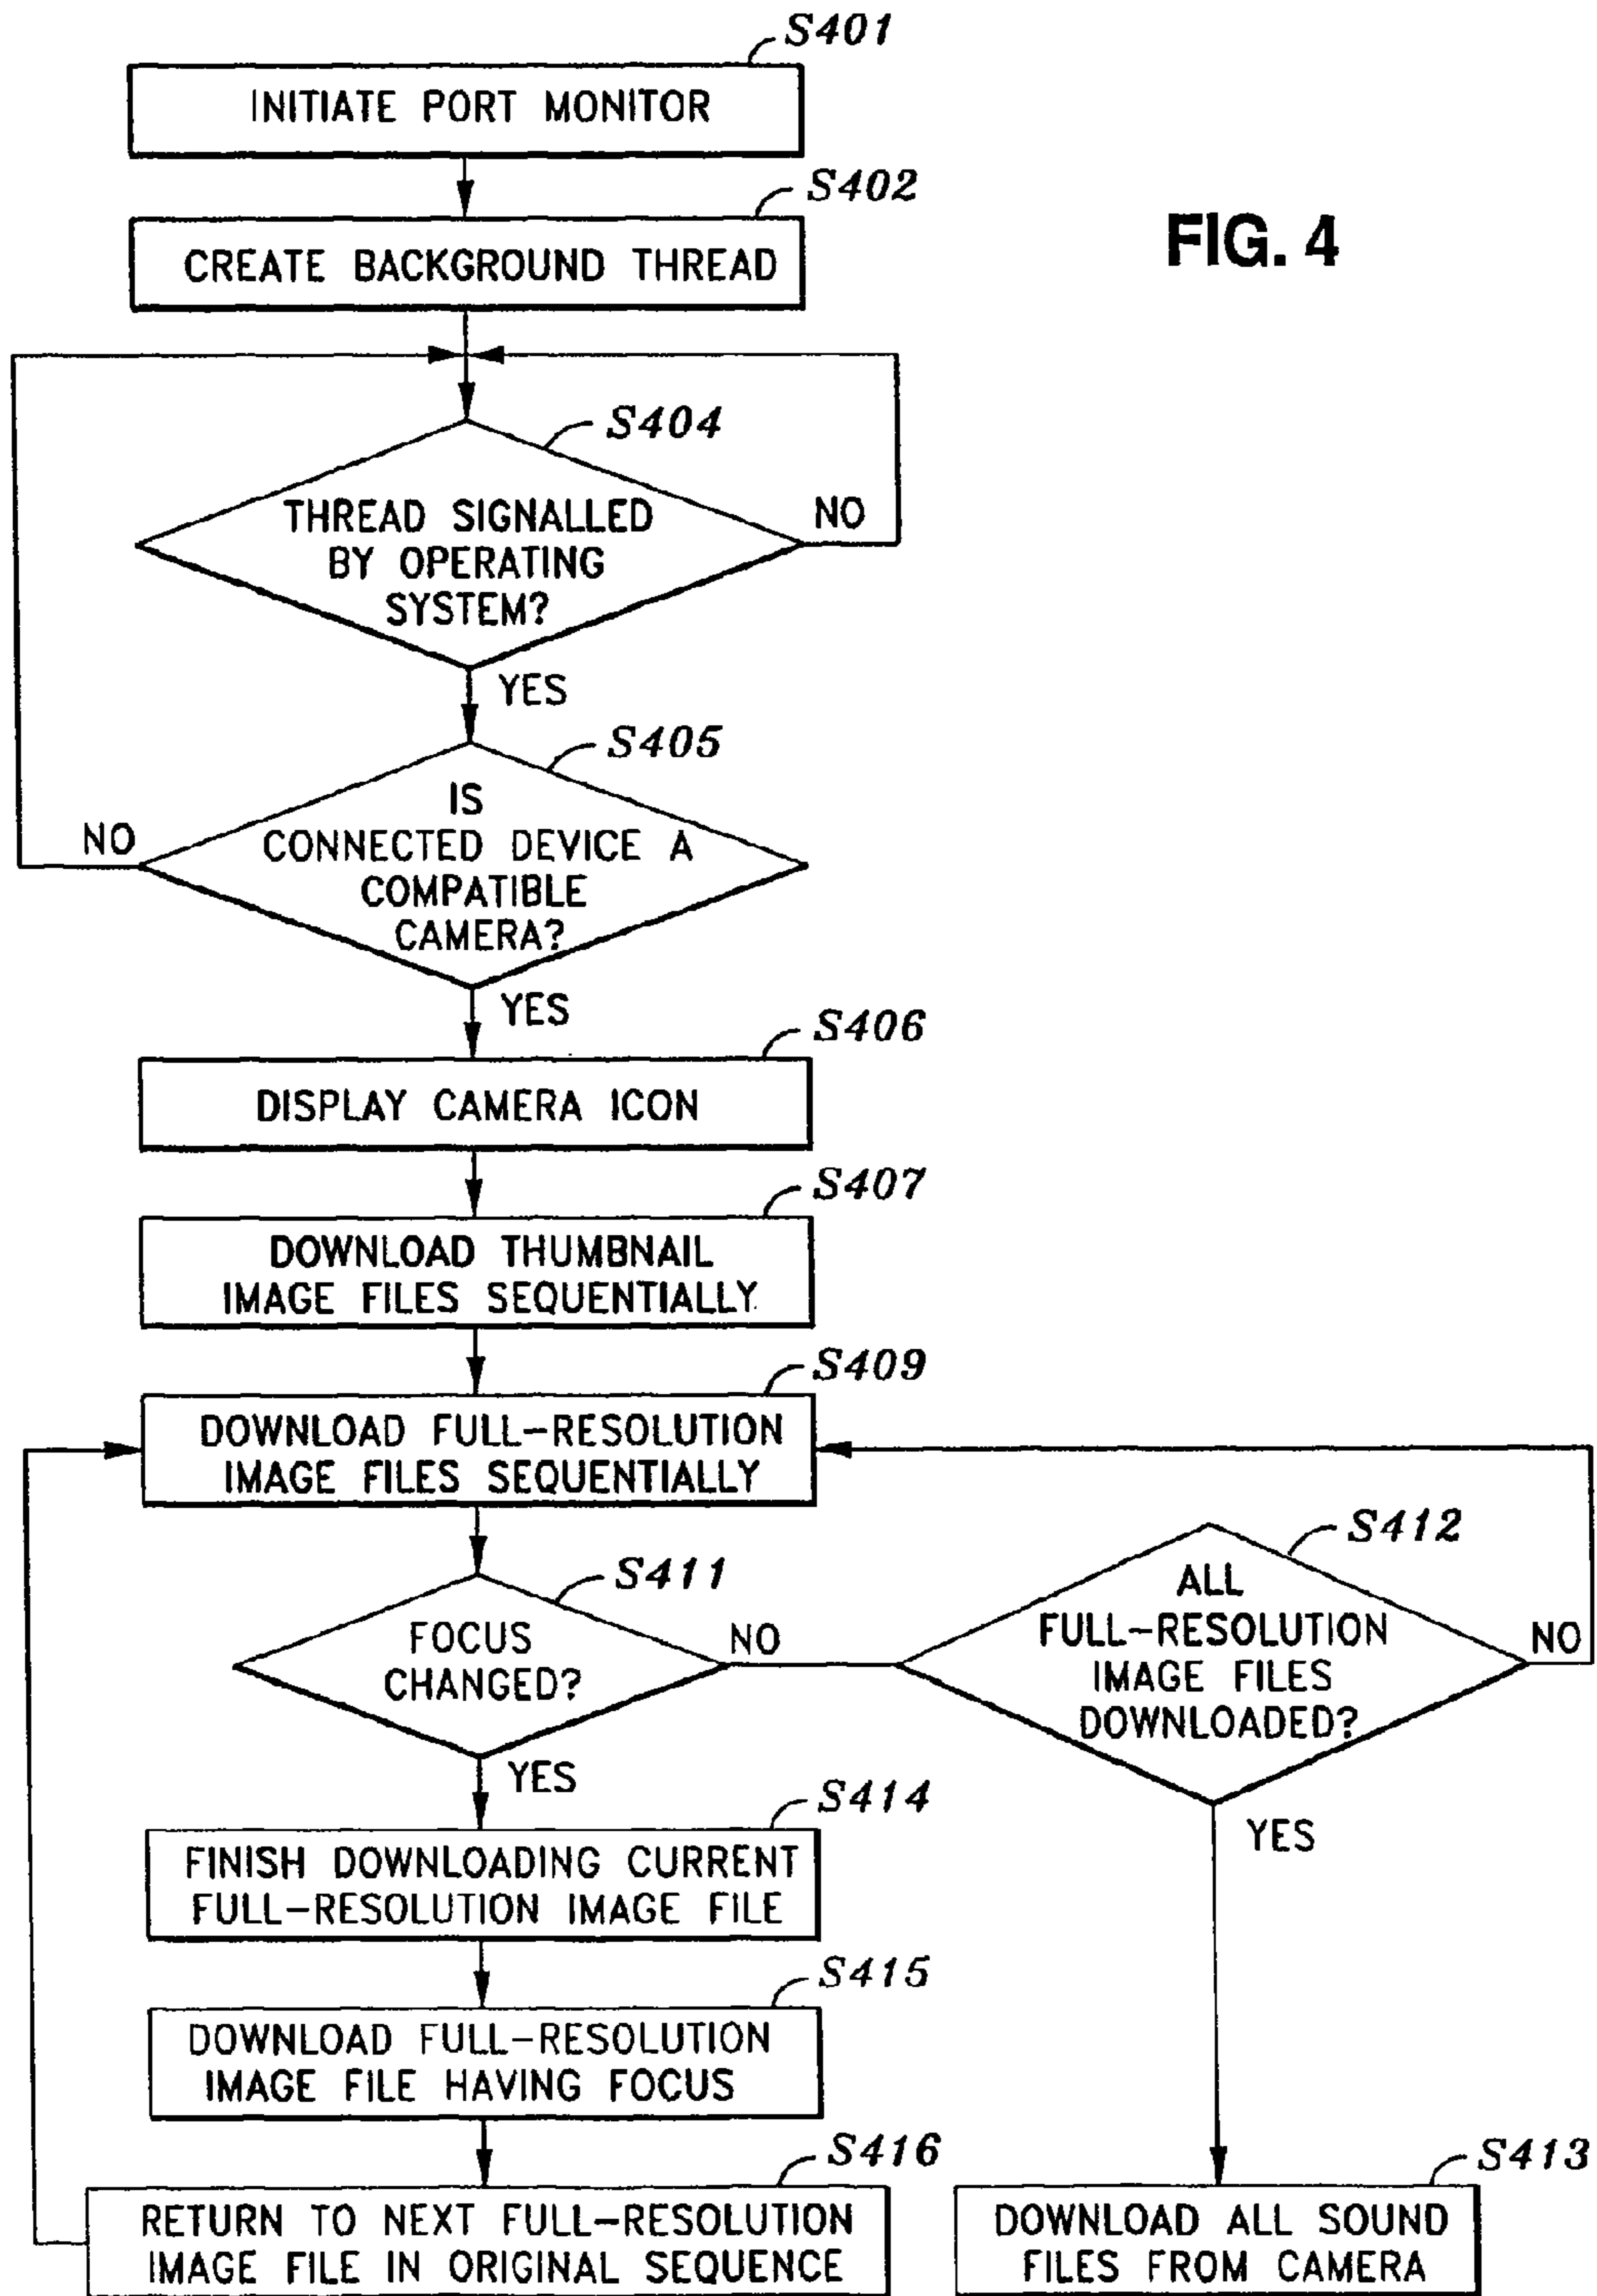 S401
INITIATE PORT MONITOR
S402
CREATE BACKGROUND THREAD
FIG. 4
S404
THREAD SIGNALLED
BY OPERATING
SYSTEM?
NO
YES
S405
IS
CONNECTED DEVICE A
COMPATIBLE
CAMERA?
NO
YES
S406
DISPLAY CAMERA ICON
S407
DOWNLOAD THUMBNAIL
IMAGE FILES SEQUENTIALLY
S409
DOWNLOAD FULL-RESOLUTION
IMAGE FILES SEQUENTIALLY
S411
FOCUS
CHANGED?
NO
YES
S412
ALL
FULL-RESOLUTION
IMAGE FILES
DOWNLOADED?
NO
YES
S414
FINISH DOWNLOADING CURRENT
FULL-RESOLUTION IMAGE FILE
S415
DOWNLOAD FULL-RESOLUTION
IMAGE FILE HAVING FOCUS
S416
RETURN TO NEXT FULL-RESOLUTION
IMAGE FILE IN ORIGINAL SEQUENCE
S413
DOWNLOAD ALL SOUND
FILES FROM CAMERA